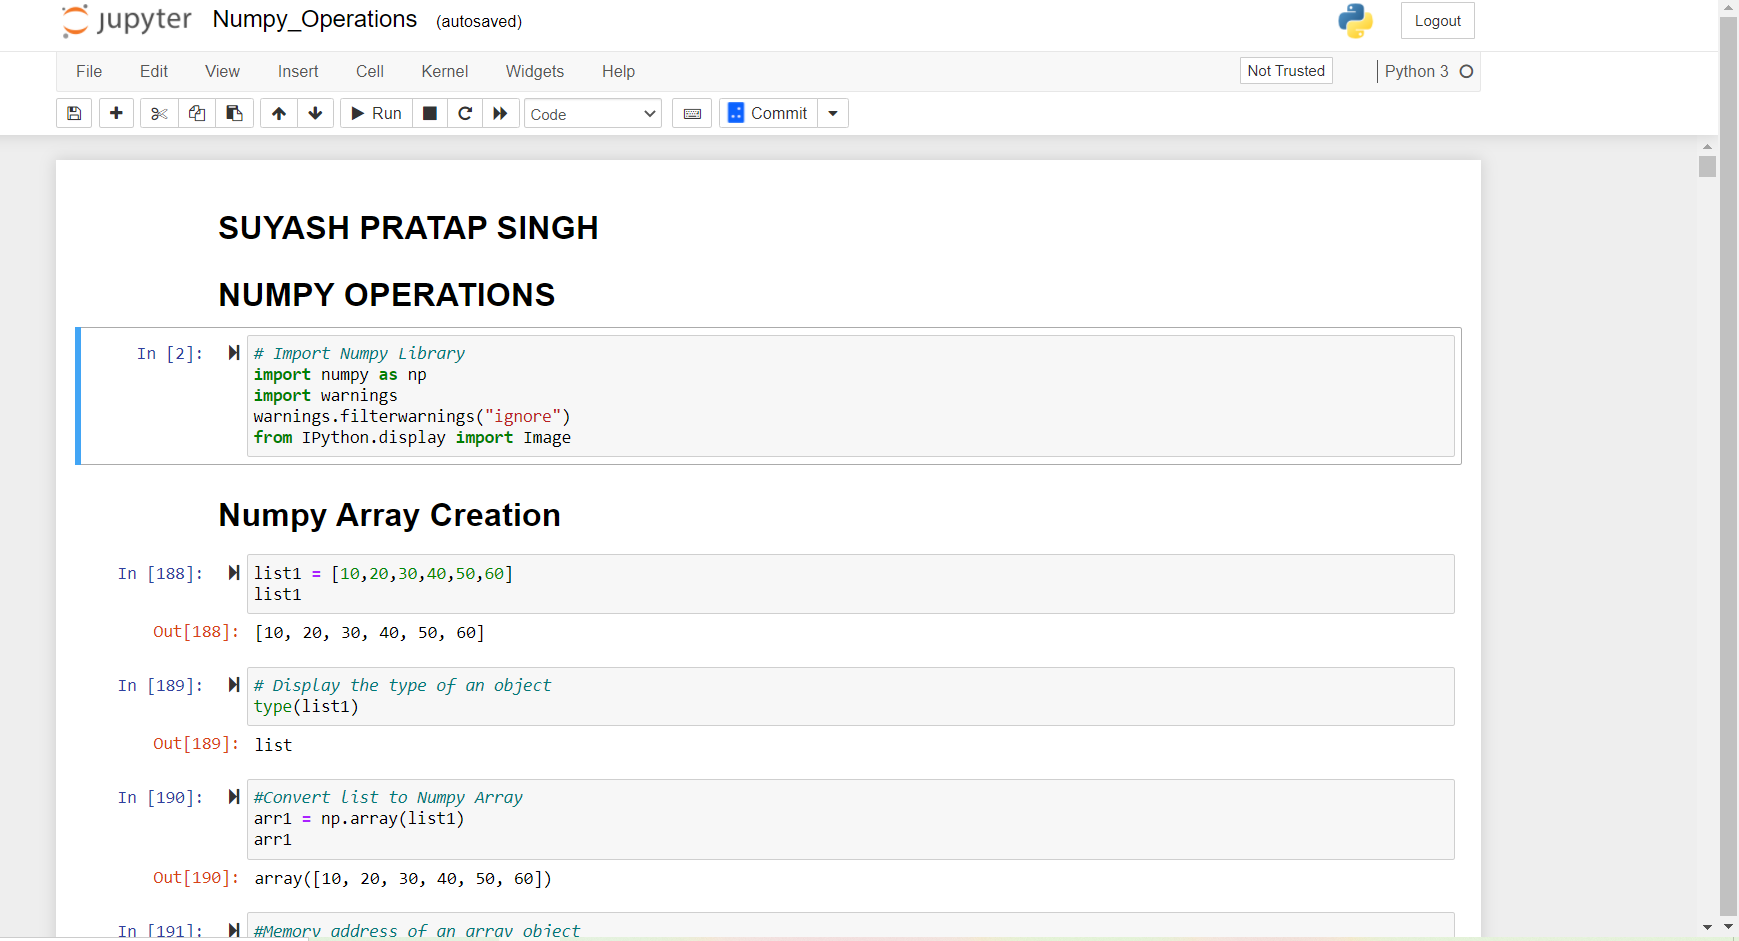 jupyter Numpy_Operations (autosaved)
Logout
File Edit View Insert Cell Kernel Widgets Help
Not Trusted
Python 3
Run Code Commit
SUYASH PRATAP SINGH
NUMPY OPERATIONS
In [2]: # Import Numpy Library
import numpy as np
import warnings
warnings.filterwarnings("ignore")
from IPython.display import Image
Numpy Array Creation
In [188]: list1 = [10,20,30,40,50,60]
list1
Out[188]: [10, 20, 30, 40, 50, 60]
In [189]: # Display the type of an object
type(list1)
Out[189]: list
In [190]: #Convert list to Numpy Array
arr1 = np.array(list1)
arr1
Out[190]: array([10, 20, 30, 40, 50, 60])
In [191]: #Memory address of an array object